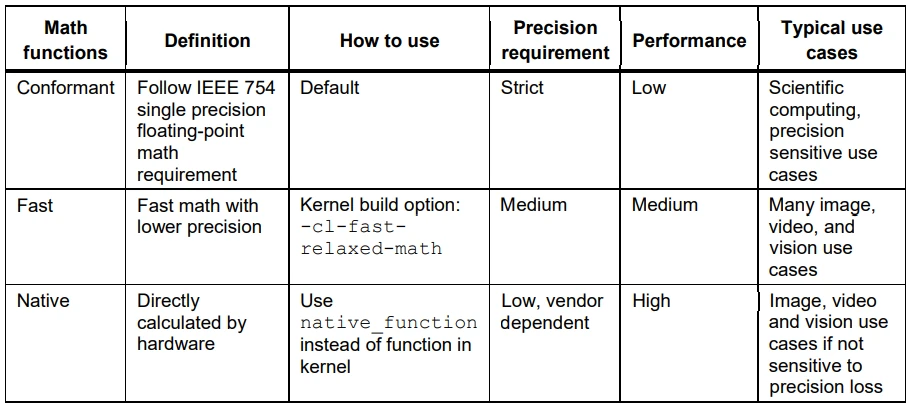 Math
functions
Definition
How to use
Precision
requirement
Performance
Typical use
cases
Conformant
Follow IEEE 754
single precision
floating-point
math
requirement
Default
Strict
Low
Scientific
computing,
precision
sensitive use
cases
Fast
Fast math with
lower precision
Kernel build option:
-cl-fast-
relaxed-math
Medium
Medium
Many image,
video, and
vision use
cases
Native
Directly
calculated by
hardware
Use
native_function
instead of function in
kernel
Low, vendor
dependent
High
Image, video
and vision use
cases if not
sensitive to
precision loss